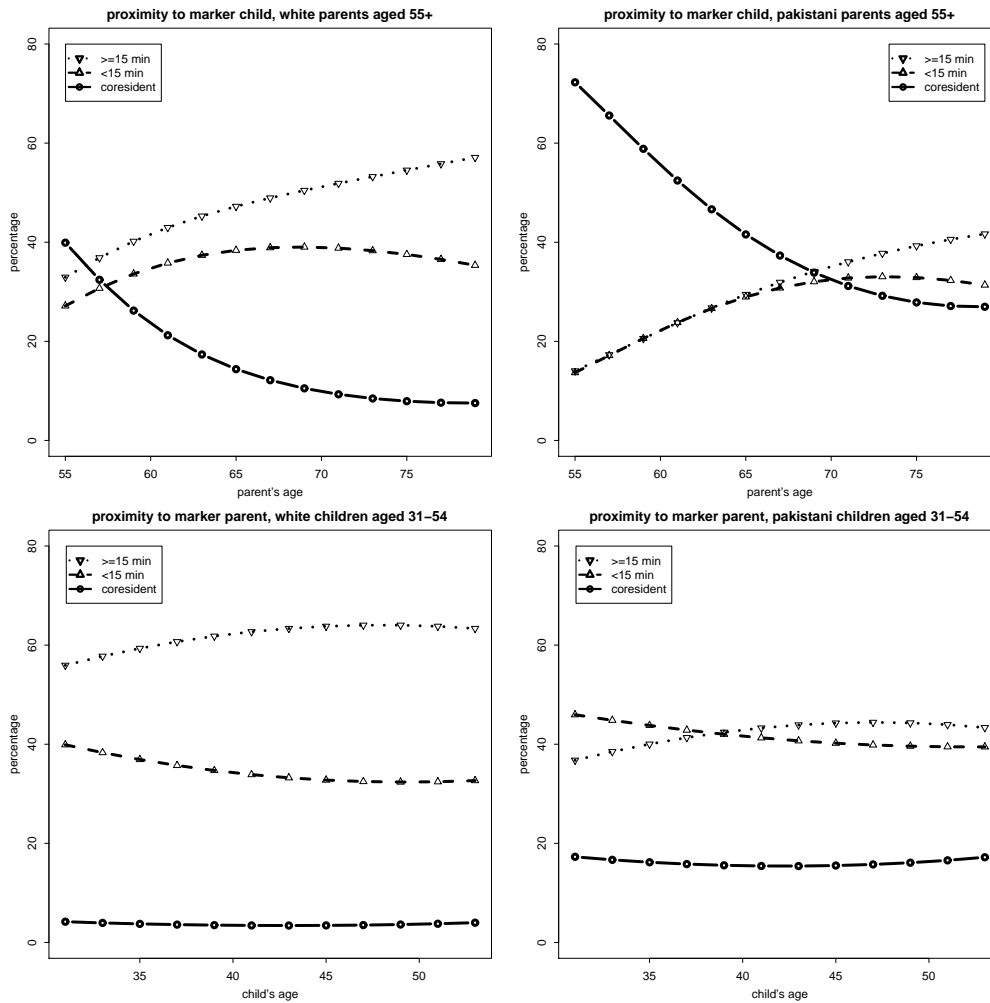 proximity to marker child, white parents aged 55+
80
60
40
20
0
percentage
>=15 min
<15 min
coresident
55 60 65 70 75
parent's age
proximity to marker child, pakistani parents aged 55+
80
60
40
20
0
percentage
>=15 min
<15 min
coresident
55 60 65 70 75
parent's age
proximity to marker parent, white children aged 31−54
80
60
40
20
0
percentage
>=15 min
<15 min
coresident
35 40 45 50
child's age
proximity to marker parent, pakistani children aged 31−54
80
60
40
20
0
percentage
>=15 min
<15 min
coresident
35 40 45 50
child's age